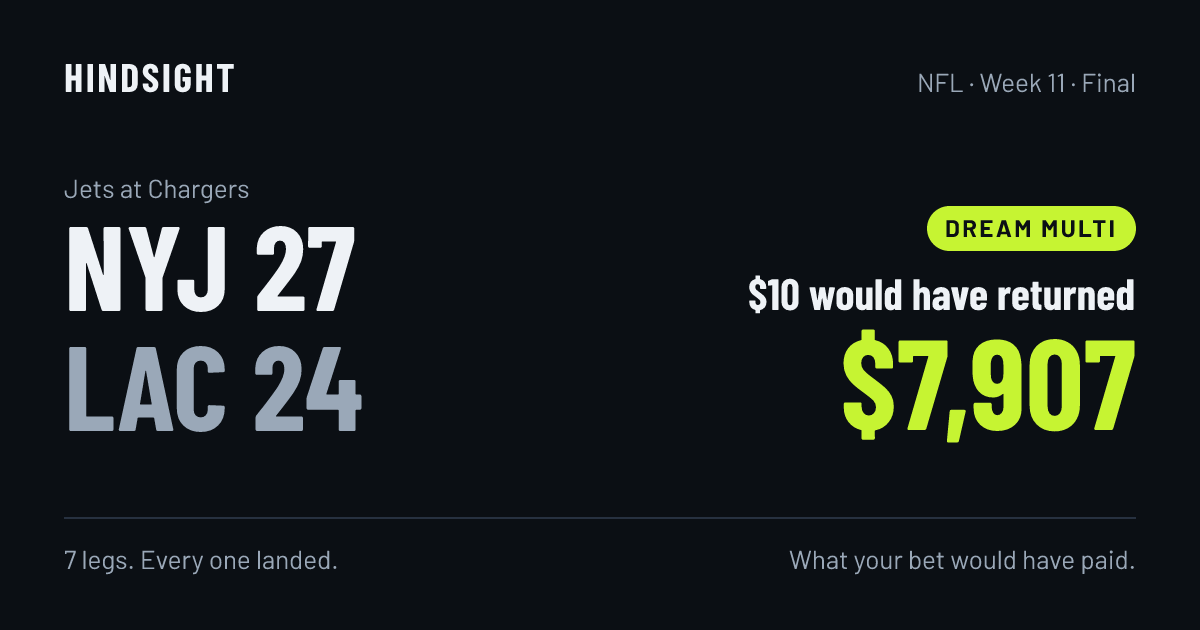 HINDSIGHT
NFL · Week 11 · Final
Jets at Chargers
NYJ 27
LAC 24
DREAM MULTI
$10 would have returned
$7,907
7 legs. Every one landed.
What your bet would have paid.